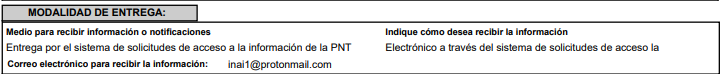 MODALIDAD DE ENTREGA:
Medio para recibir información o notificaciones Indique cómo desea recibir la información
Entrega por el sistema de solicitudes de acceso a la información de la PNT Electrónico a través del sistema de solicitudes de acceso la
Correo electrónico para recibir la información: inai1@protonmail.com